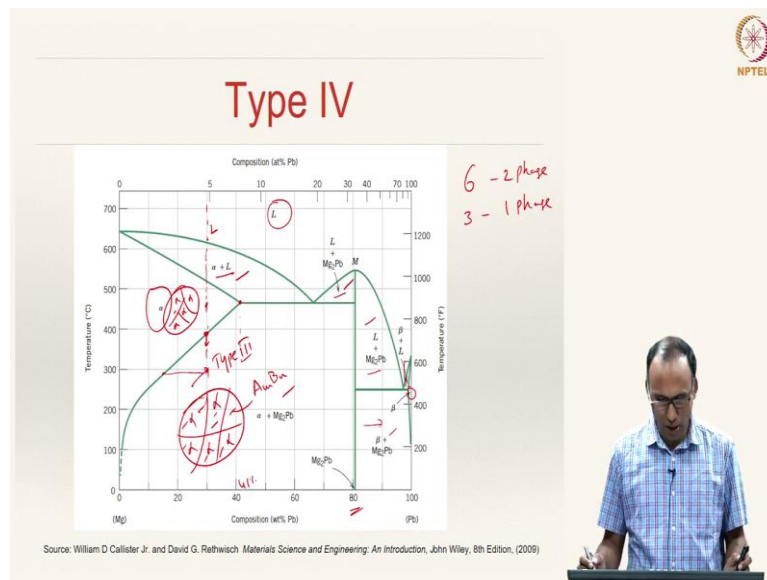 NPTEL
Type IV
Composition (at% Pb)
0 5 10 20 30 40 70 100
6 - 2 phase
3 - 1 phase
700
600
500
400
300
200
100
0
Temperature (°C)
1200
1000
800
600
400
200
Temperature (°F)
L
L
α + L
L
+
Mg₂Pb
M
α
α
α
α
α
Type III
L
+
Mg₂Pb
β
+
L
β
AmBn
α α
α α α
α + Mg₂Pb
β
+
Mg₂Pb
Mg₂Pb
0 20 40 60 80 100
(Mg) Composition (wt% Pb) (Pb)
Source: William D Callister Jr. and David G. Rethwisch Materials Science and Engineering: An Introduction, John Wiley, 8th Edition, (2009)